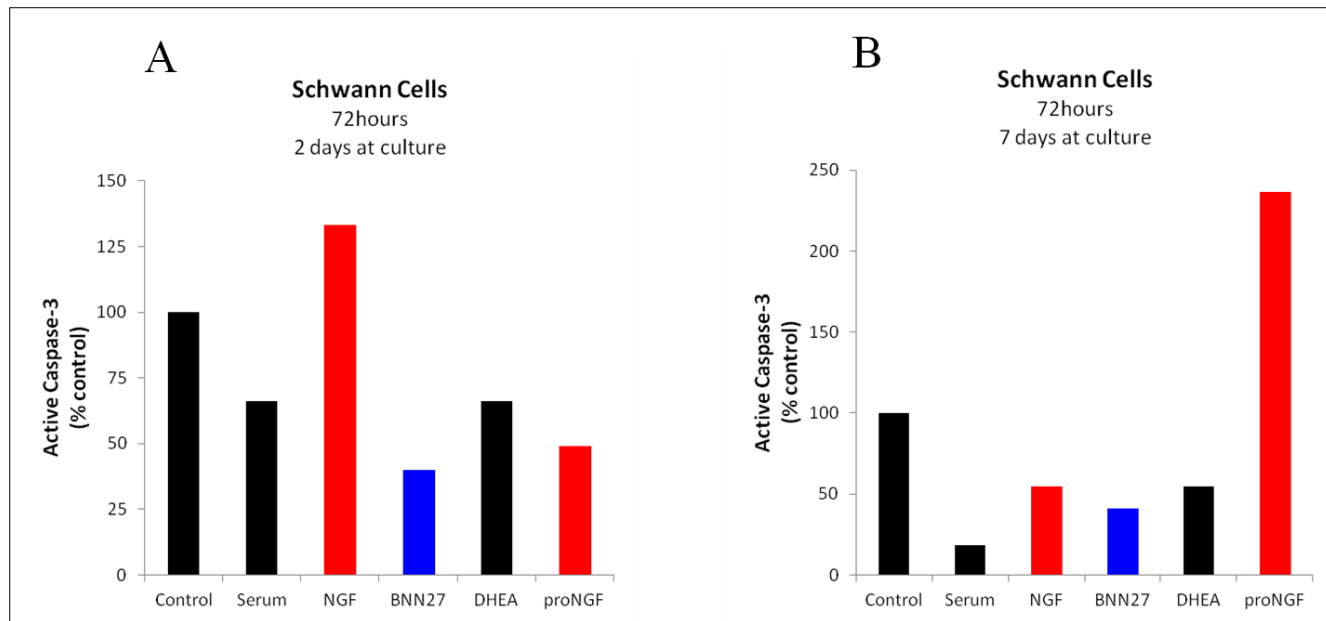 A
Schwann Cells
72hours
2 days at culture
150
125
100
75
50
25
0
Active Caspase-3
(% control)
Control Serum NGF BNN27 DHEA proNGF
B
Schwann Cells
72hours
7 days at culture
250
200
150
100
50
0
Active Caspase-3
(% control)
Control Serum NGF BNN27 DHEA proNGF